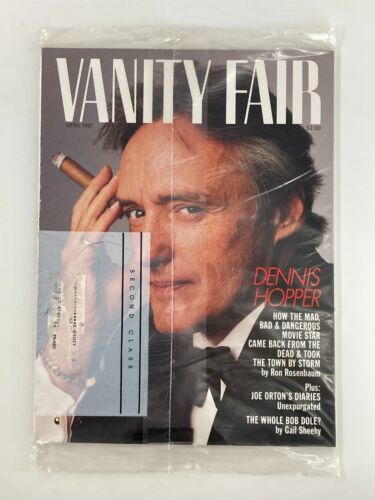 VANITY FAIR
APRIL 1987
$2.00
SECOND CLASS
DENNIS
HOPPER
HOW THE MAD,
BAD & DANGEROUS
MOVIE STAR
CAME BACK FROM THE
DEAD & TOOK
THE TOWN BY STORM
by Ron Rosenbaum
Plus:
JOE ORTON'S DIARIES
Unexpurgated
THE WHOLE BOB DOLE?
by Gail Sheehy